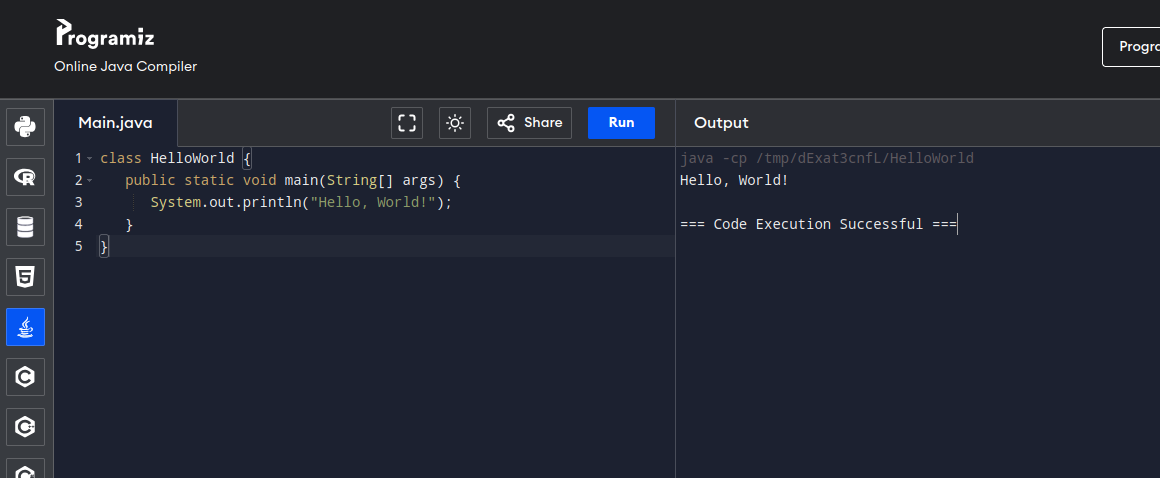 Programiz
Online Java Compiler
Progra
Main.java
Share
Run
Output
1 class HelloWorld {
2 public static void main(String[] args) {
3 System.out.println("Hello, World!");
4 }
5 }
java -cp /tmp/dExat3cnfL/HelloWorld
Hello, World!
=== Code Execution Successful ===